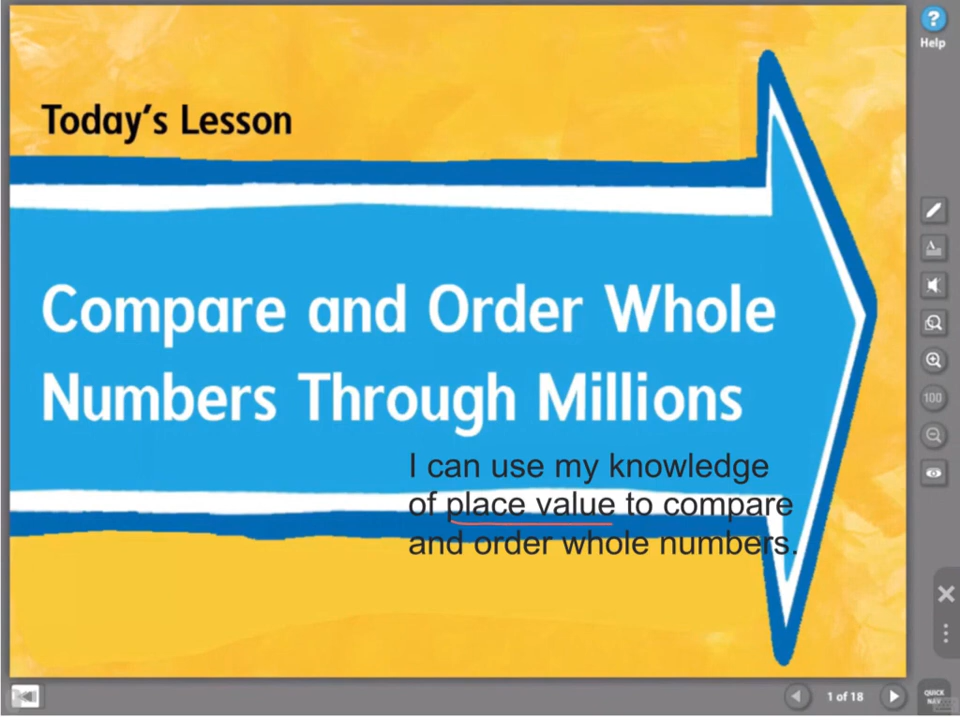 Help
Today's Lesson
Compare and Order Whole
Numbers Through Millions
I can use my knowledge
of place value to compare
and order whole numbers.
100
1 of 18
QUICK
NAV